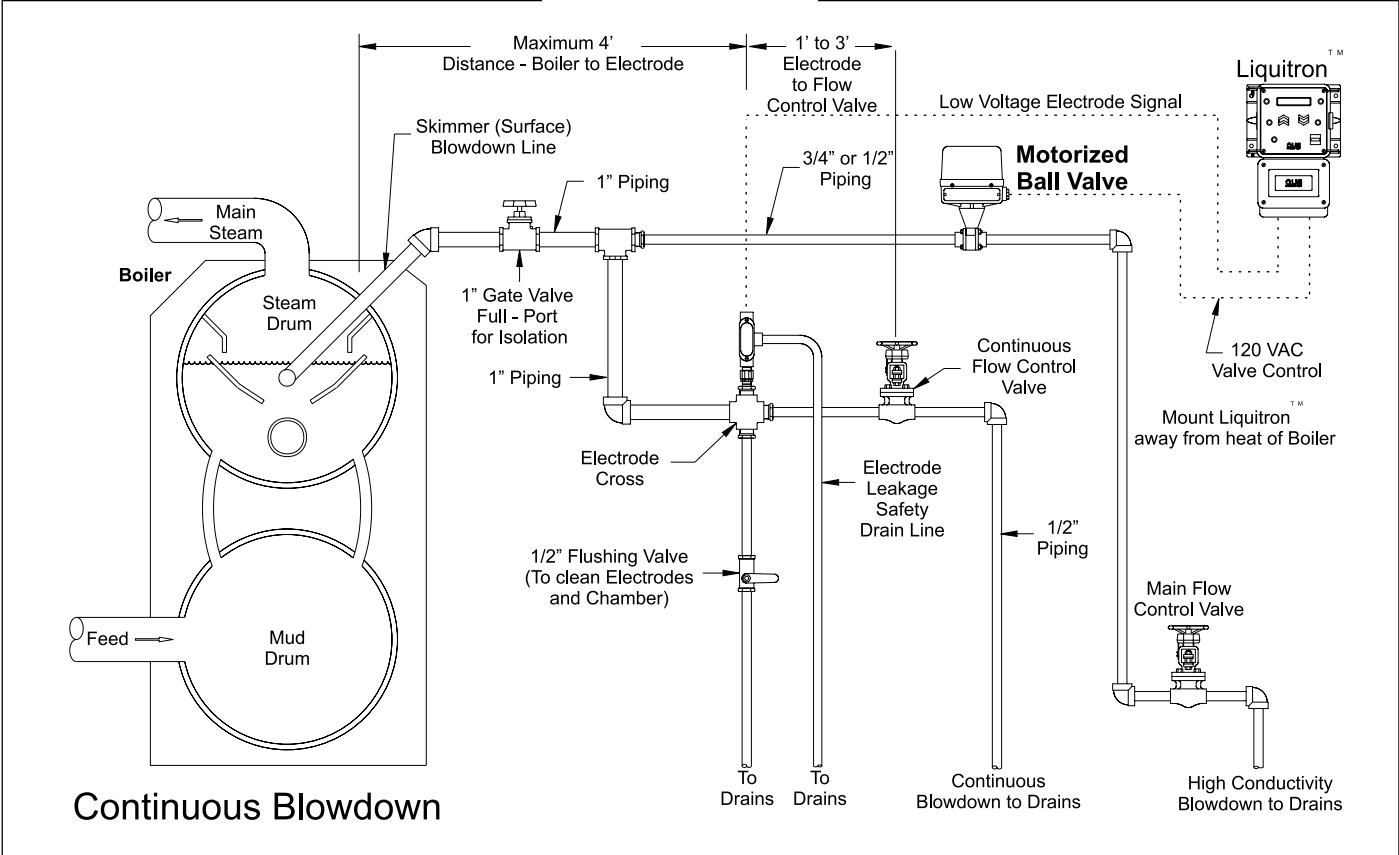 Maximum 4’
Distance - Boiler to Electrode
1’ to 3’
Electrode
to Flow
Control Valve
TM
Liquitron
Low Voltage Electrode Signal
Skimmer (Surface)
Blowdown Line
3/4” or 1/2”
Piping
Motorized
Ball Valve
1” Piping
Main
Steam
Boiler
Steam
Drum
1” Gate Valve
Full - Port
for Isolation
1” Piping
Continuous
Flow Control
Valve
120 VAC
Valve Control
TM
Mount Liquitron
away from heat of Boiler
Electrode
Cross
Electrode
Leakage
Safety
Drain Line
1/2”
Piping
1/2” Flushing Valve
(To clean Electrodes
and Chamber)
Main Flow
Control Valve
Feed
Mud
Drum
To
Drains
To
Drains
Continuous
Blowdown to Drains
High Conductivity
Blowdown to Drains
Continuous Blowdown